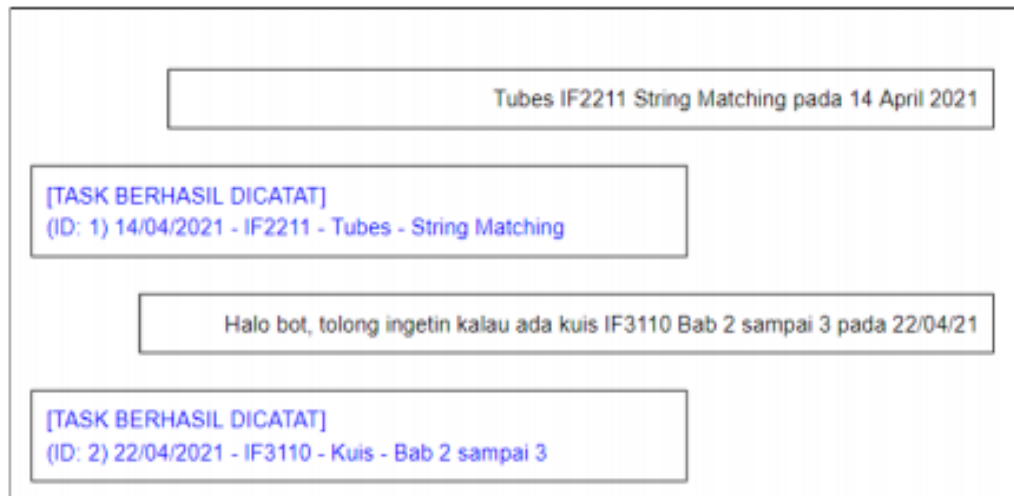 Tubes IF2211 String Matching pada 14 April 2021
[TASK BERHASIL DICATAT]
(ID: 1) 14/04/2021 - IF2211 - Tubes - String Matching
Halo bot, tolong ingetin kalau ada kuis IF3110 Bab 2 sampai 3 pada 22/04/21
[TASK BERHASIL DICATAT]
(ID: 2) 22/04/2021 - IF3110 - Kuis - Bab 2 sampai 3